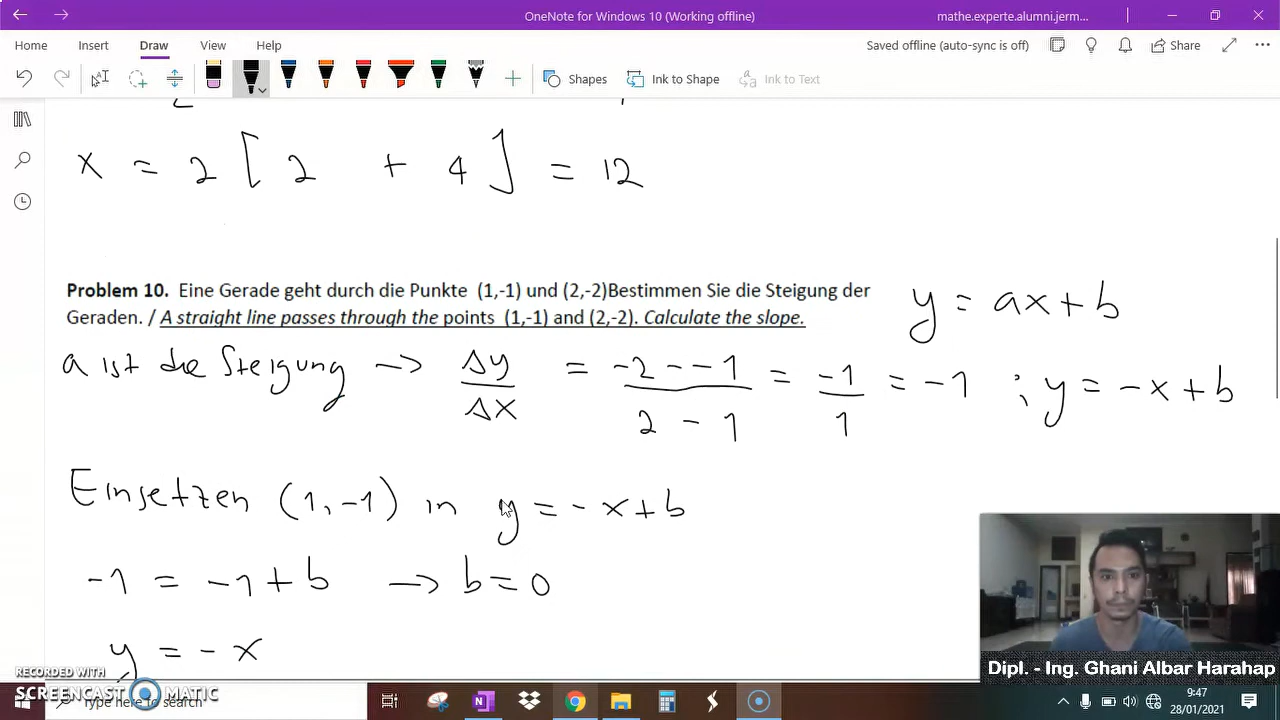 OneNote for Windows 10 (Working offline)
mathe.experte.alumni.jerm...
Home Insert Draw View Help
Saved offline (auto-sync is off)
Share
Shapes
Ink to Shape
Ink to Text
x = 2 [ 2 + 4 ] = 12
Problem 10. Eine Gerade geht durch die Punkte (1,-1) und (2,-2)Bestimmen Sie die Steigung der
Geraden. / A straight line passes through the points (1,-1) and (2,-2). Calculate the slope.
y = ax + b
a ist die Steigung → Δy/Δx = (-2 - -1)/(2 - 1) = -1/1 = -1 ; y = -x + b
Einsetzen (1, -1) in y = -x + b
-1 = -1 + b → b = 0
y = -x
Dipl. - Ing. Ghani Albar Harahap
RECORDED WITH
SCREENCAST MATIC
Type here to search
9:47
28/01/2021